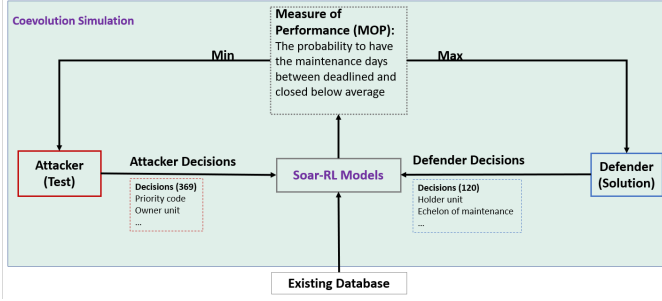 Coevolution Simulation
Measure of
Performance (MOP):
The probability to have
the maintenance days
between deadlined and
closed below average
Min
Max
Attacker
(Test)
Attacker Decisions
Decisions (369)
Priority code
Owner unit
...
Soar-RL Models
Defender Decisions
Decisions (120)
Holder unit
Echelon of maintenance
...
Defender
(Solution)
Existing Database